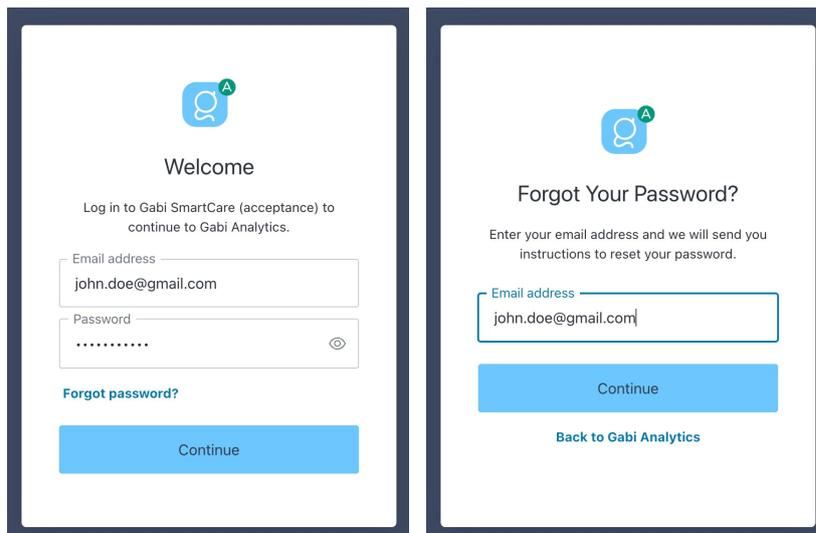 A
Welcome
Log in to Gabi SmartCare (acceptance) to
continue to Gabi Analytics.
Email address
john.doe@gmail.com
Password
•••••••••••
Forgot password?
Continue
A
Forgot Your Password?
Enter your email address and we will send you
instructions to reset your password.
Email address
john.doe@gmail.com
Continue
Back to Gabi Analytics